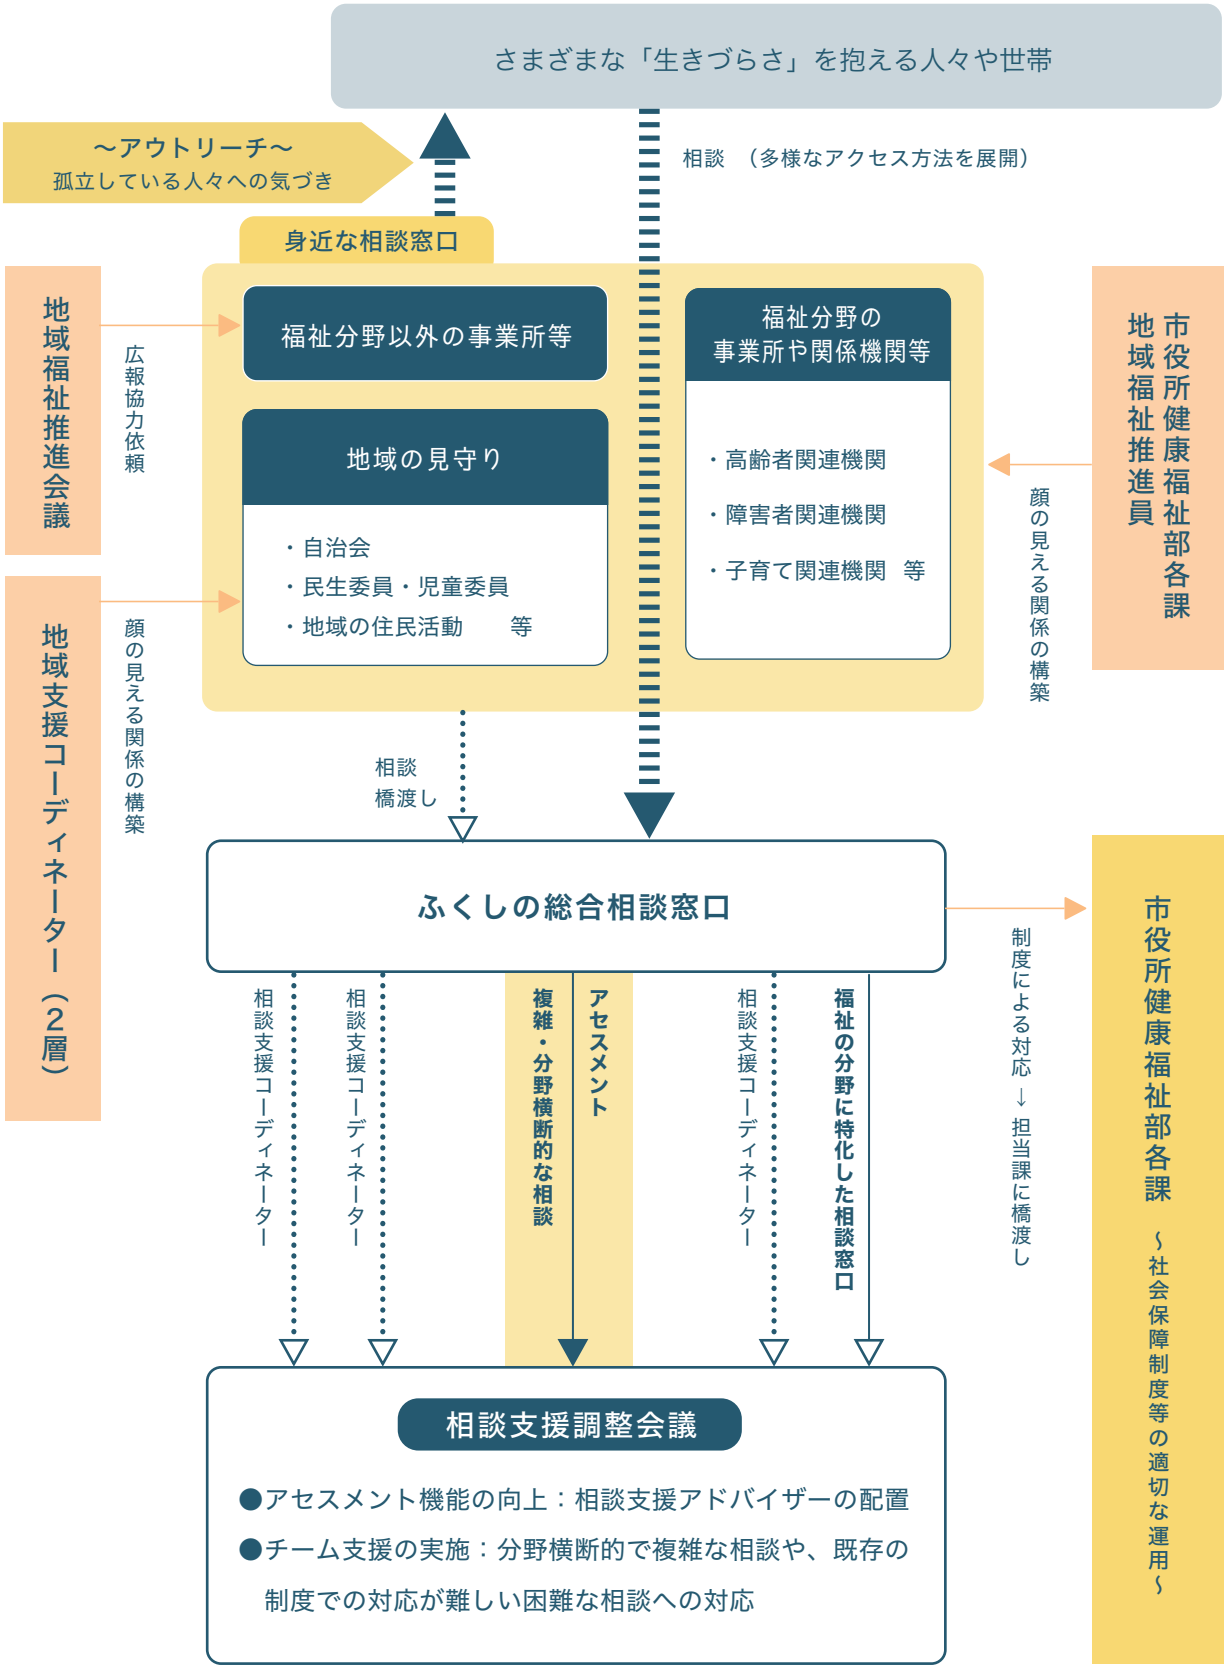 さまざまな「生きづらさ」を抱える人々や世帯
～アウトリーチ～
孤立している人々への気づき
相談　（多様なアクセス方法を展開）
身近な相談窓口
地域福祉推進会議
広報協力依頼
福祉分野以外の事業所等
福祉分野の
事業所や関係機関等
・高齢者関連機関
・障害者関連機関
・子育て関連機関　等
地域の見守り
・自治会
・民生委員・児童委員
・地域の住民活動　　等
市役所健康福祉部各課
地域福祉推進員
顔の見える関係の構築
地域支援コーディネーター（2層）
顔の見える関係の構築
相談
橋渡し
ふくしの総合相談窓口
制度による対応→担当課に橋渡し
市役所健康福祉部各課　～社会保障制度等の適切な運用～
相談支援コーディネーター
相談支援コーディネーター
アセスメント
複雑・分野横断的な相談
相談支援コーディネーター
福祉の分野に特化した相談窓口
相談支援調整会議
●アセスメント機能の向上：相談支援アドバイザーの配置
●チーム支援の実施：分野横断的で複雑な相談や、既存の
制度での対応が難しい困難な相談への対応